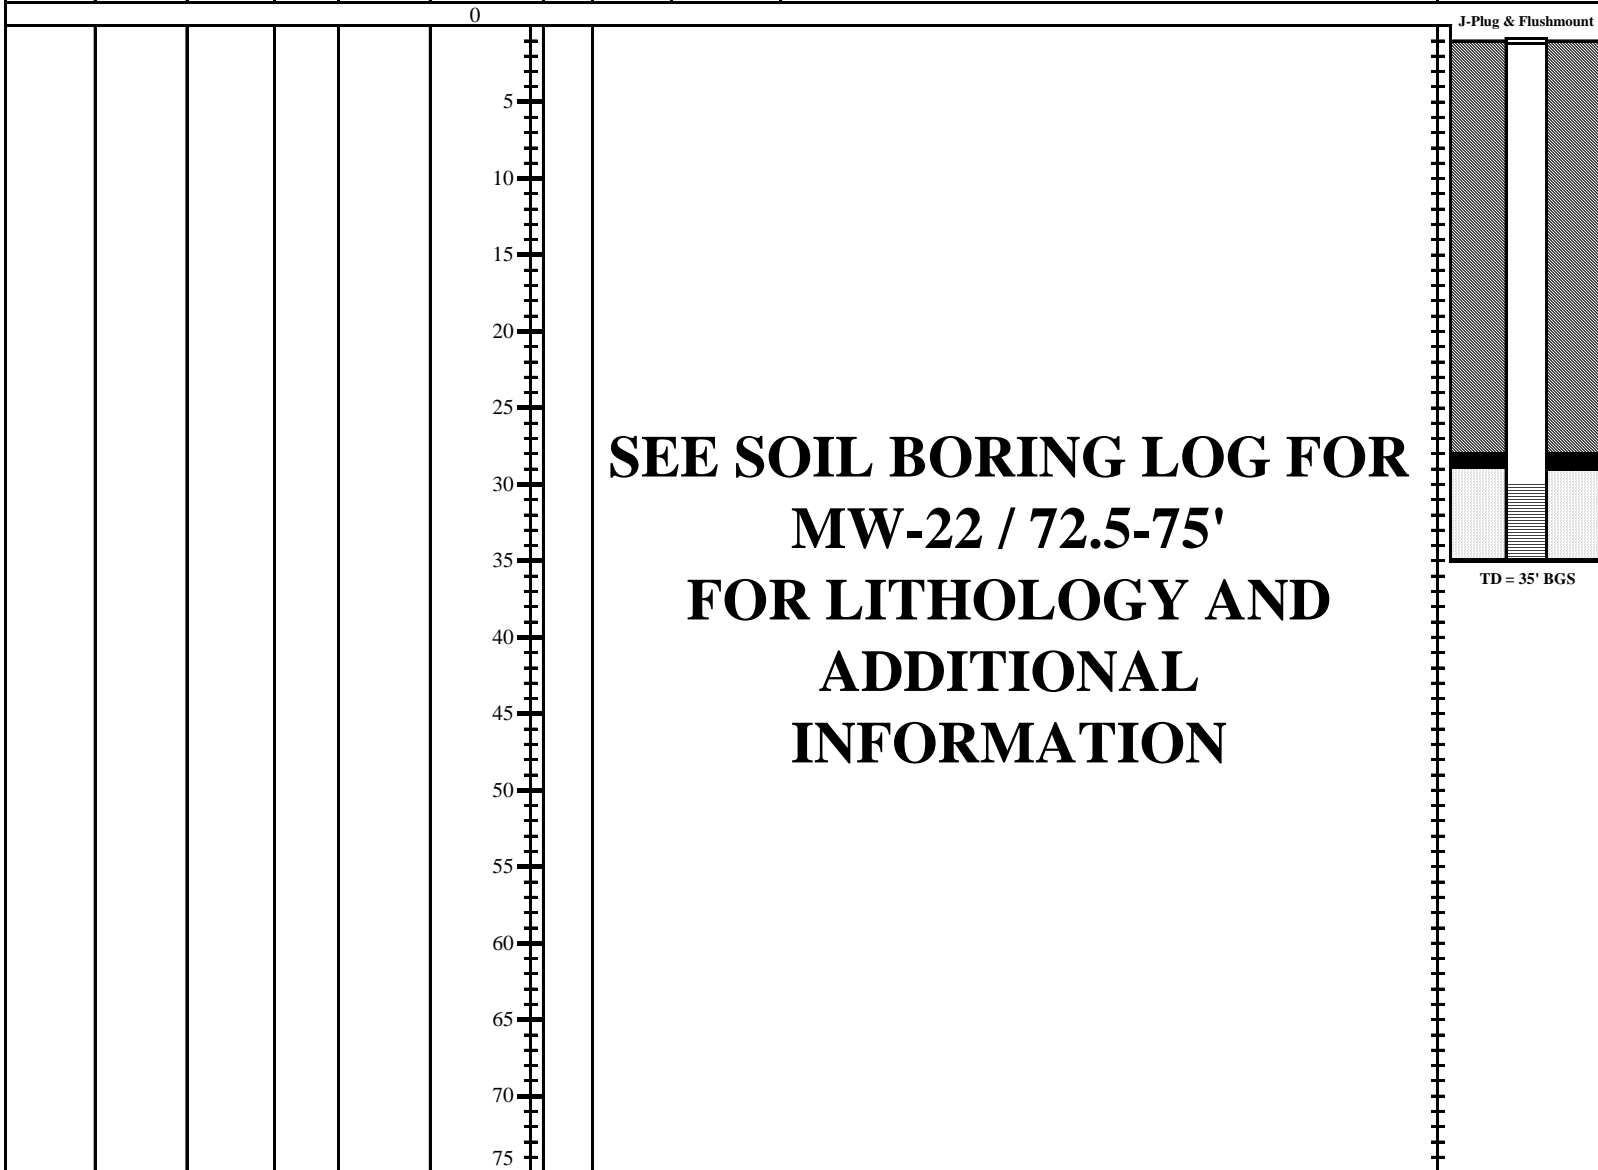 0
J-Plug & Flushmount
5
10
15
20
25
30
35
40
45
50
55
60
65
70
75
SEE SOIL BORING LOG FOR
MW-22 / 72.5-75'
FOR LITHOLOGY AND
ADDITIONAL
INFORMATION
TD = 35' BGS